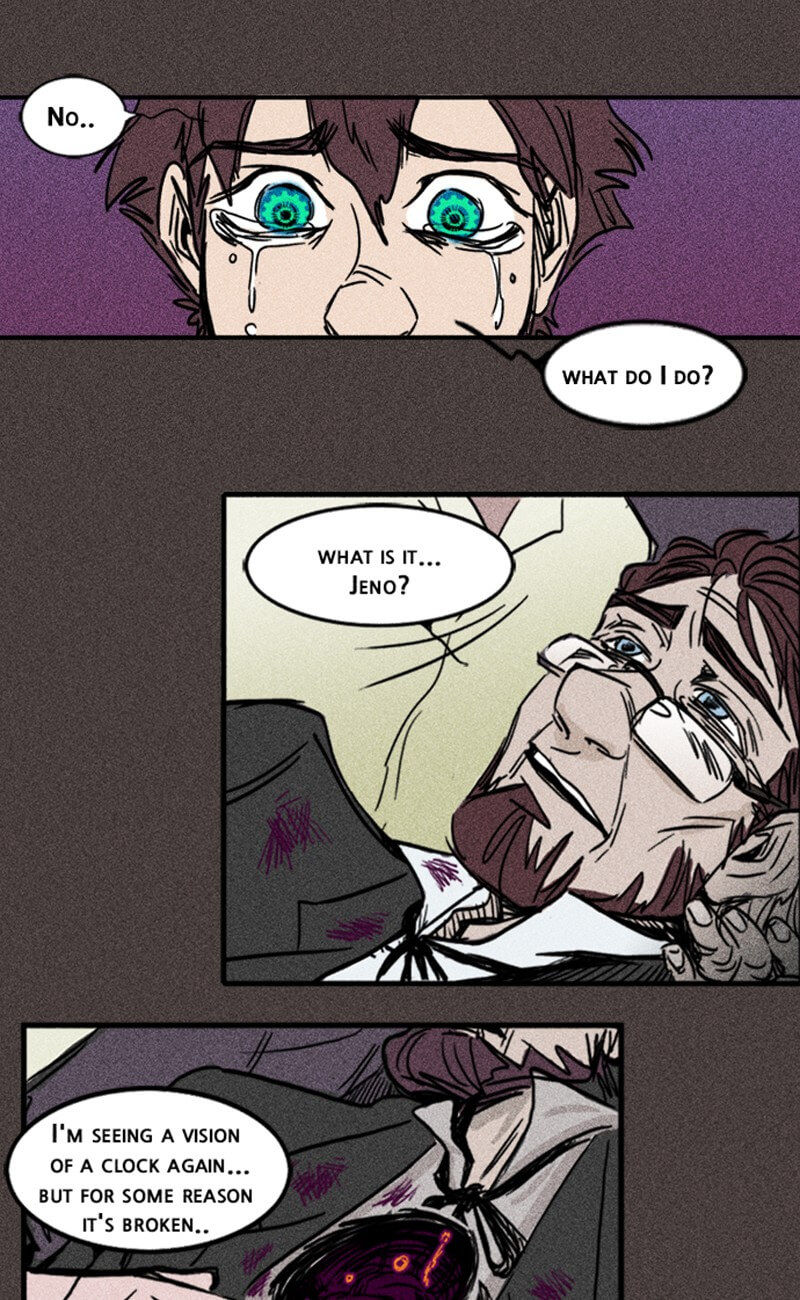 No..
what do I do?
what is it...
Jeno?
I'm seeing a vision
of a clock again...
but for some reason
it's broken..